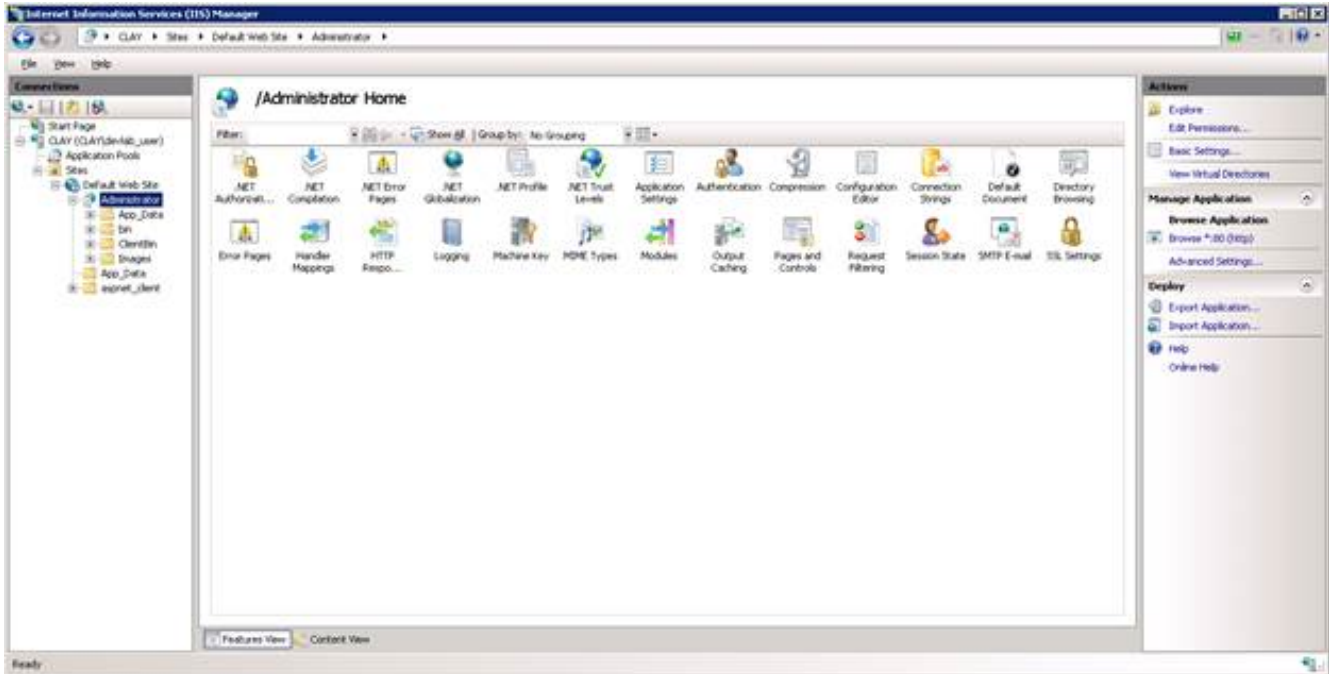 Internet Information Services (IIS) Manager
CLAY Sites Default Web Site Administrator
File View Help
Connections
Start Page
CLAY (CLAY\devlab_user)
Application Pools
Sites
Default Web Site
Administrator
App_Data
bin
ClientBin
Images
App_Data
aspnet_client
/Administrator Home
Filter: Go Show All Group by: No Grouping
.NET Authorizati...
.NET Compilation
.NET Error Pages
.NET Globalization
.NET Profile
.NET Trust Levels
Application Settings
Authentication
Compression
Configuration Editor
Connection Strings
Default Document
Directory Browsing
Error Pages
Handler Mappings
HTTP Respo...
Logging
Machine Key
MIME Types
Modules
Output Caching
Pages and Controls
Request Filtering
Session State
SMTP E-mail
SSL Settings
Features View Content View
Actions
Explore
Edit Permissions...
Basic Settings...
View Virtual Directories
Manage Application
Browse Application
Browse *:80 (http)
Advanced Settings...
Deploy
Export Application...
Import Application...
Help
Online Help
Ready